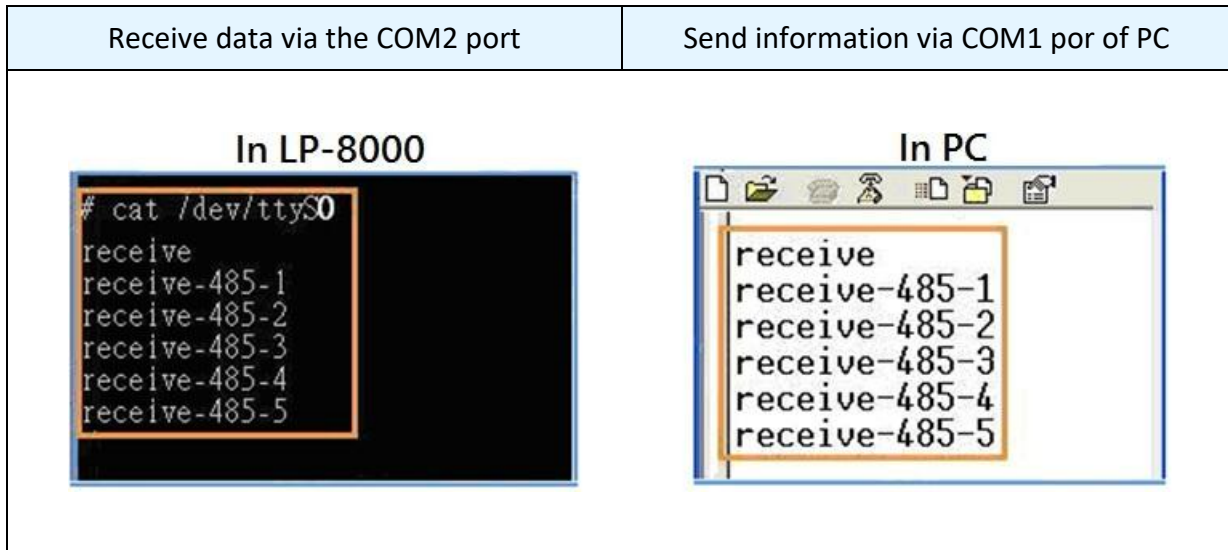 Receive data via the COM2 port
Send information via COM1 por of PC
In LP-8000
# cat /dev/ttyS0
receive
receive-485-1
receive-485-2
receive-485-3
receive-485-4
receive-485-5
In PC
receive
receive-485-1
receive-485-2
receive-485-3
receive-485-4
receive-485-5